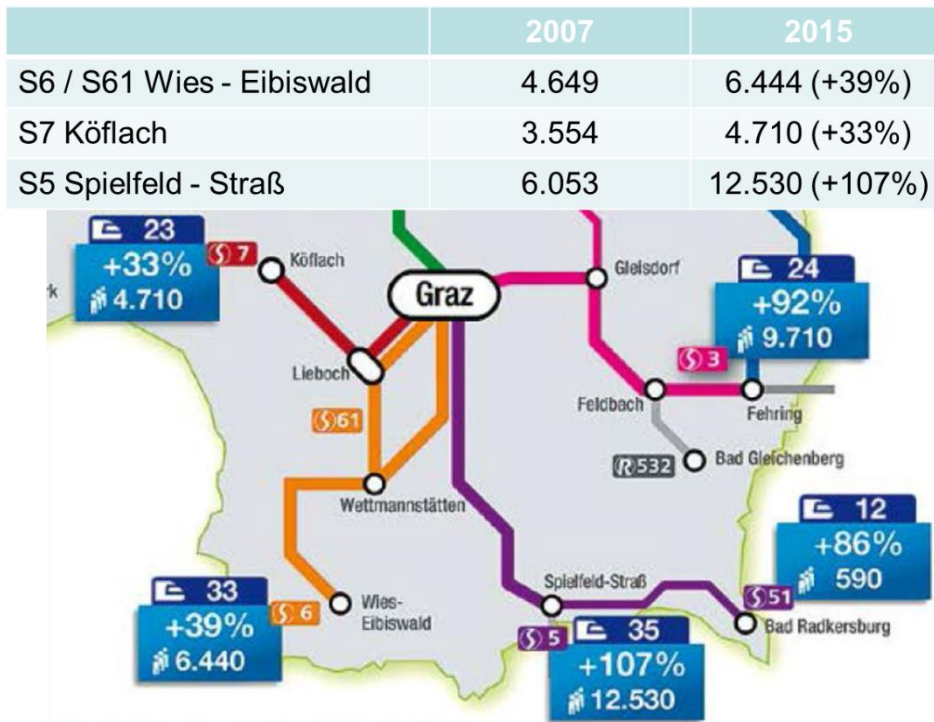 2007 2015
S6 / S61 Wies - Eibiswald 4.649 6.444 (+39%)
S7 Köflach 3.554 4.710 (+33%)
S5 Spielfeld - Straß 6.053 12.530 (+107%)
23
+33%
4.710
S 7
Köflach
rk
Graz
Gleisdorf
24
+92%
9.710
S 3
Lieboch
Feldbach
Fehring
S 61
R 532
Bad Gleichenberg
Wettmannstätten
12
+86%
590
33
+39%
6.440
S 6
Wies-
Eibiswald
Spielfeld-Straß
S 51
Bad Radkersburg
S 5
35
+107%
12.530